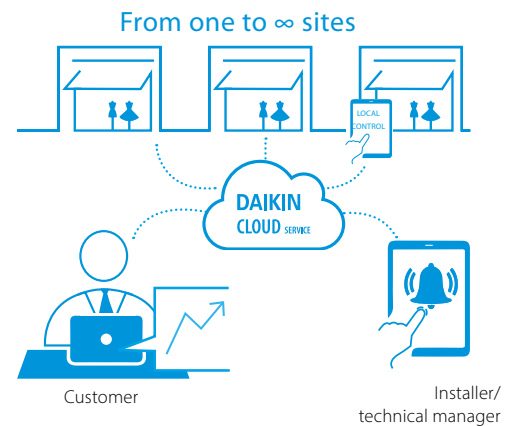 From one to ∞ sites
LOCAL
CONTROL
DAIKIN
CLOUD SERVICE
Customer
Installer/
technical manager